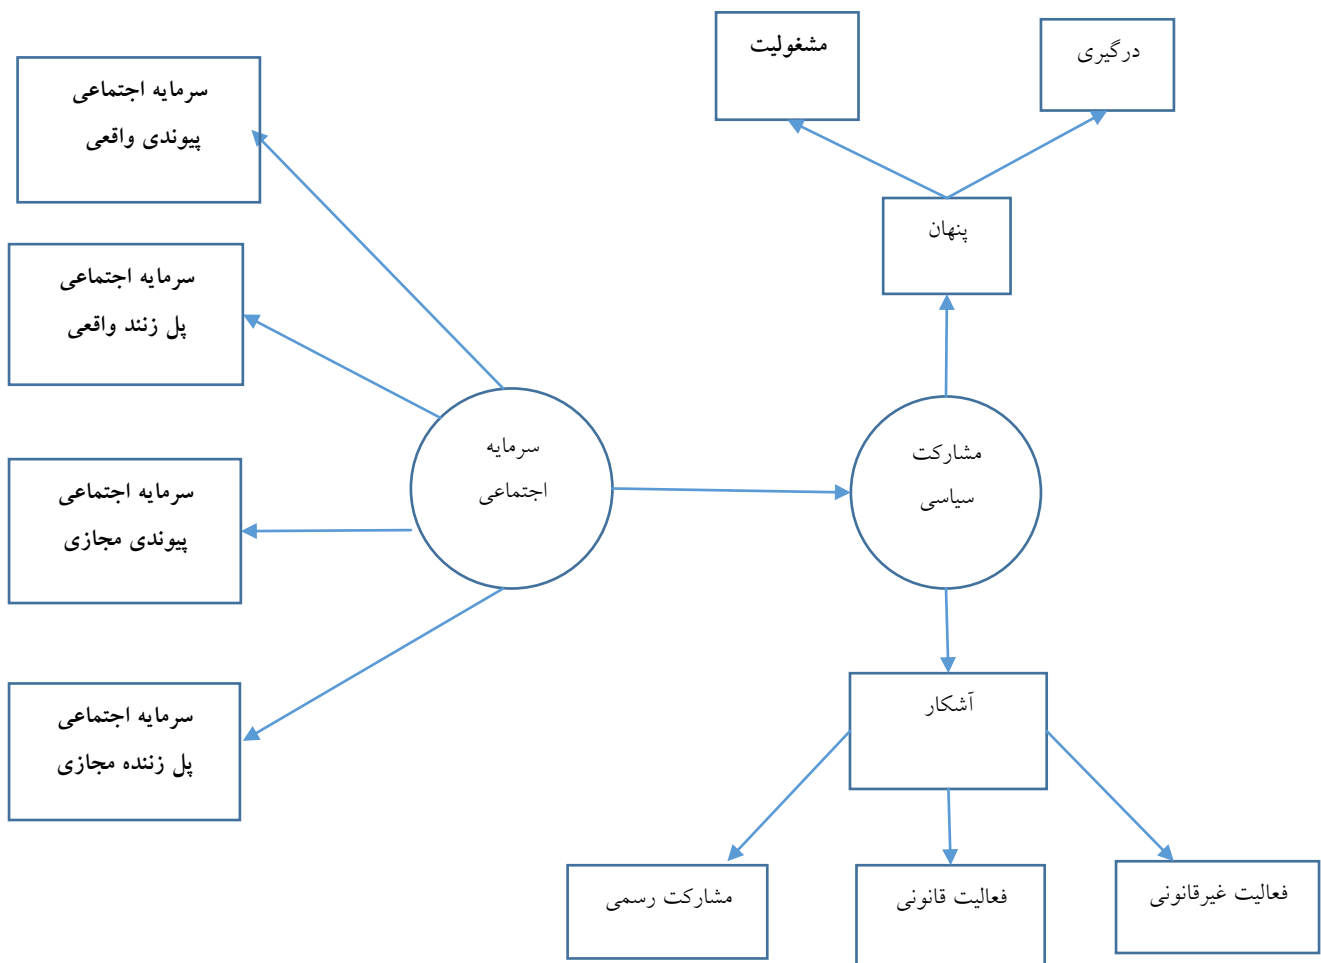 مشغولیت
درگیری
سرمایه اجتماعی
پیوندی واقعی
پنهان
سرمایه اجتماعی
پل زنند واقعی
سرمایه
اجتماعی
مشارکت
سیاسی
سرمایه اجتماعی
پیوندی مجازی
آشکار
سرمایه اجتماعی
پل زننده مجازی
مشارکت رسمی
فعالیت قانونی
فعالیت غیرقانونی